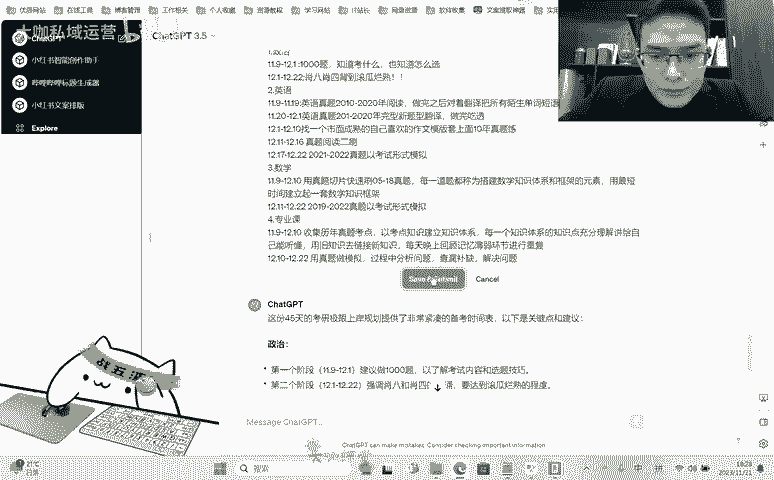 优惠网站 在线工具 博客管理 工作相关 个人收藏 资源教程 学习网站 IT站长 网盘资源 软件收集 文案提取神器
大咖私域运营
ChatGPT
ChatGPT 3.5
小红书智能创作助手
哔哩哔哩标题生成器
小红书文案排版
Explore
1.政治
11.9-12.1:1000题，知道考什么，也知道怎么选
12.1-12.22:肖八肖四背到滚瓜烂熟！！
2.英语
11.9-11.19:英语真题2010-2020年阅读，做完之后对着翻译把所有陌生单词短语
11.20-12.1英语真题201-2020年完型新题型翻译，做完吃透
12.1-12.10找一个市面成熟的自己喜欢的作文模版套上面10年真题练
12.11-12.16 真题阅读二刷
12.17-12.22 2021-2022真题以考试形式模拟
3.数学
11.9-12.10 用真题切片快速刷05-18真题，每一道题都称为搭建数学知识体系和框架的元素，用最短
时间建立起一套数学知识框架
12.11-12.22 2019-2022真题以考试形式模拟
4.专业课
11.9-12.10 收集历年真题考点，以考点知识建立知识体系，每一个知识体系的知识点充分理解讲给自
己能听懂，用旧知识去链接新知识，每天晚上回顾记忆薄弱环节进行重复
12.10-12.22 用真题做模拟，过程中分析问题，查漏补缺，解决问题
Save & Submit Cancel
ChatGPT
这份45天的考研极限上岸规划提供了非常紧凑的备考时间表，以下是关键点和建议：
政治：
第一个阶段（11.9-12.1）建议做1000题，以了解考试内容和选题技巧。
第二个阶段（12.1-12.22）强调肖八和肖四 诵，要达到滚瓜烂熟的程度。
Message ChatGPT...
ChatGPT can make mistakes. Consider checking important information.
21°C
搜索
中 拼
2023/11/21